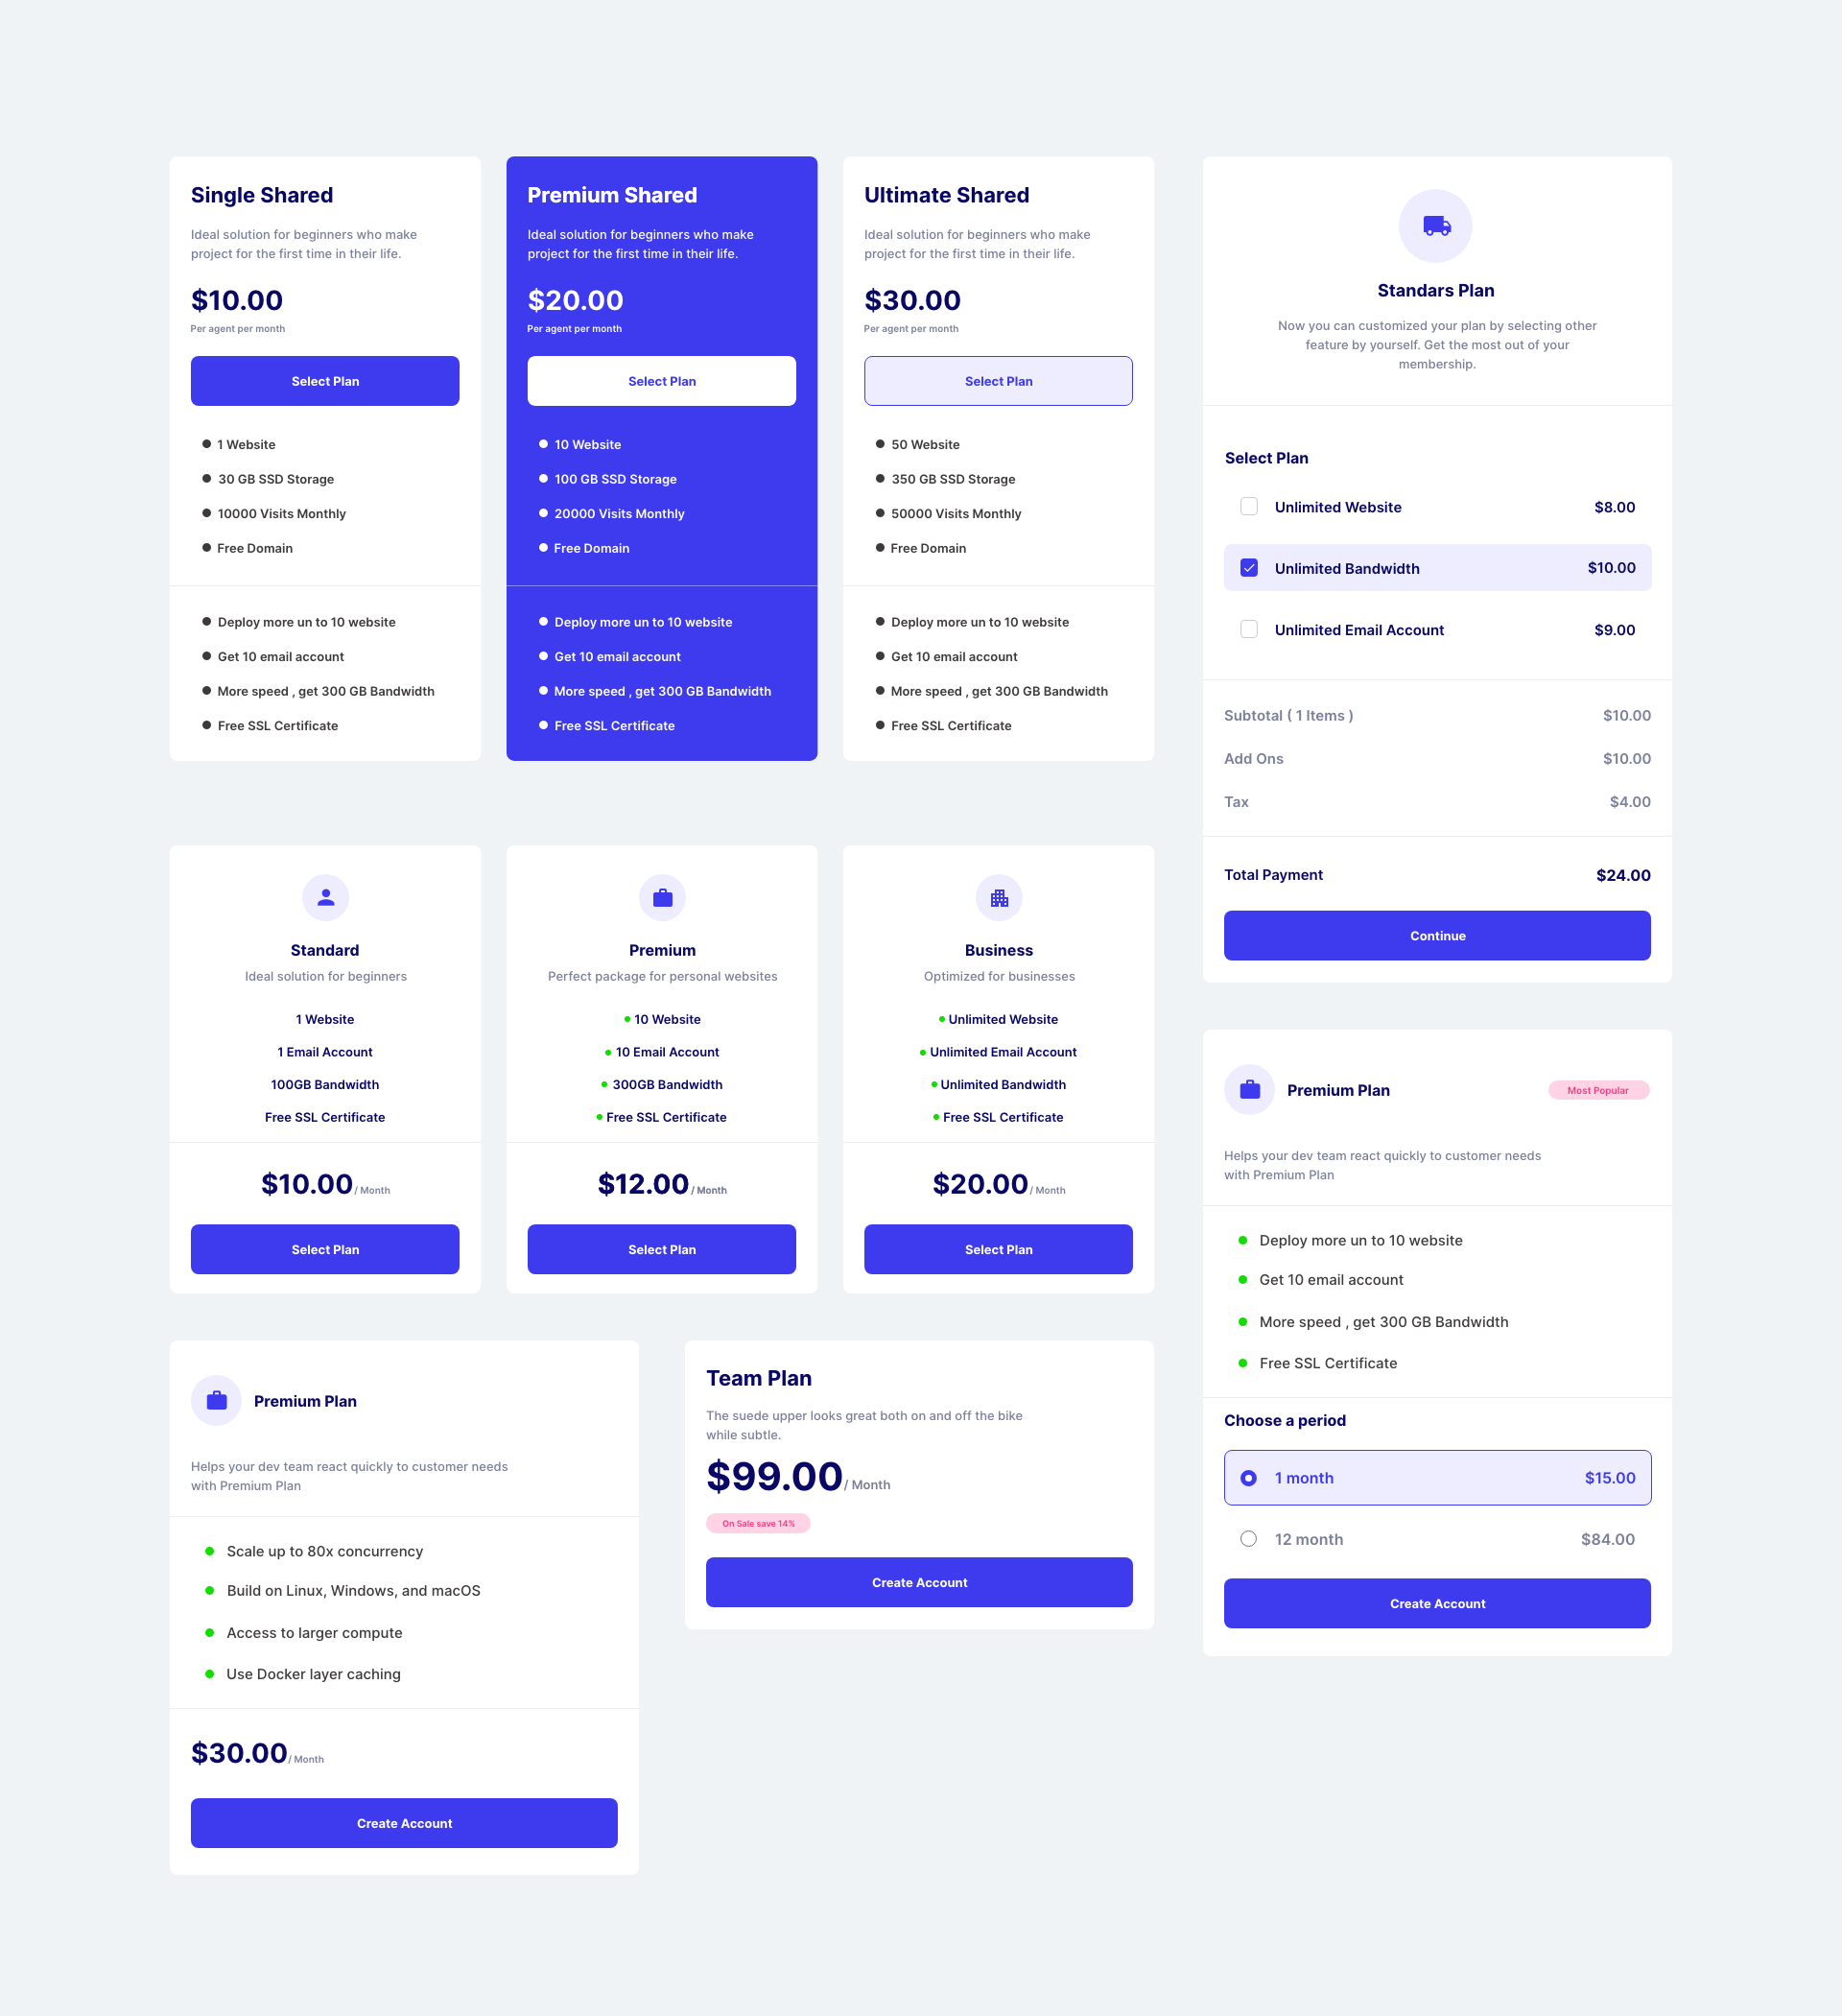 Single Shared
Ideal solution for beginners who make
project for the first time in their life.
$10.00
Per agent per month
Select Plan
1 Website
30 GB SSD Storage
10000 Visits Monthly
Free Domain
Deploy more un to 10 website
Get 10 email account
More speed , get 300 GB Bandwidth
Free SSL Certificate
Premium Shared
Ideal solution for beginners who make
project for the first time in their life.
$20.00
Per agent per month
Select Plan
10 Website
100 GB SSD Storage
20000 Visits Monthly
Free Domain
Deploy more un to 10 website
Get 10 email account
More speed , get 300 GB Bandwidth
Free SSL Certificate
Ultimate Shared
Ideal solution for beginners who make
project for the first time in their life.
$30.00
Per agent per month
Select Plan
50 Website
350 GB SSD Storage
50000 Visits Monthly
Free Domain
Deploy more un to 10 website
Get 10 email account
More speed , get 300 GB Bandwidth
Free SSL Certificate
Standars Plan
Now you can customized your plan by selecting other
feature by yourself. Get the most out of your
membership.
Select Plan
Unlimited Website $8.00
Unlimited Bandwidth $10.00
Unlimited Email Account $9.00
Subtotal ( 1 Items ) $10.00
Add Ons $10.00
Tax $4.00
Total Payment $24.00
Continue
Standard
Ideal solution for beginners
1 Website
1 Email Account
100GB Bandwidth
Free SSL Certificate
$10.00 / Month
Select Plan
Premium
Perfect package for personal websites
10 Website
10 Email Account
300GB Bandwidth
Free SSL Certificate
$12.00 / Month
Select Plan
Business
Optimized for businesses
Unlimited Website
Unlimited Email Account
Unlimited Bandwidth
Free SSL Certificate
$20.00 / Month
Select Plan
Premium Plan Most Popular
Helps your dev team react quickly to customer needs
with Premium Plan
Deploy more un to 10 website
Get 10 email account
More speed , get 300 GB Bandwidth
Free SSL Certificate
Choose a period
1 month $15.00
12 month $84.00
Create Account
Premium Plan
Helps your dev team react quickly to customer needs
with Premium Plan
Scale up to 80x concurrency
Build on Linux, Windows, and macOS
Access to larger compute
Use Docker layer caching
$30.00 / Month
Create Account
Team Plan
The suede upper looks great both on and off the bike
while subtle.
$99.00 / Month
On Sale save 14%
Create Account